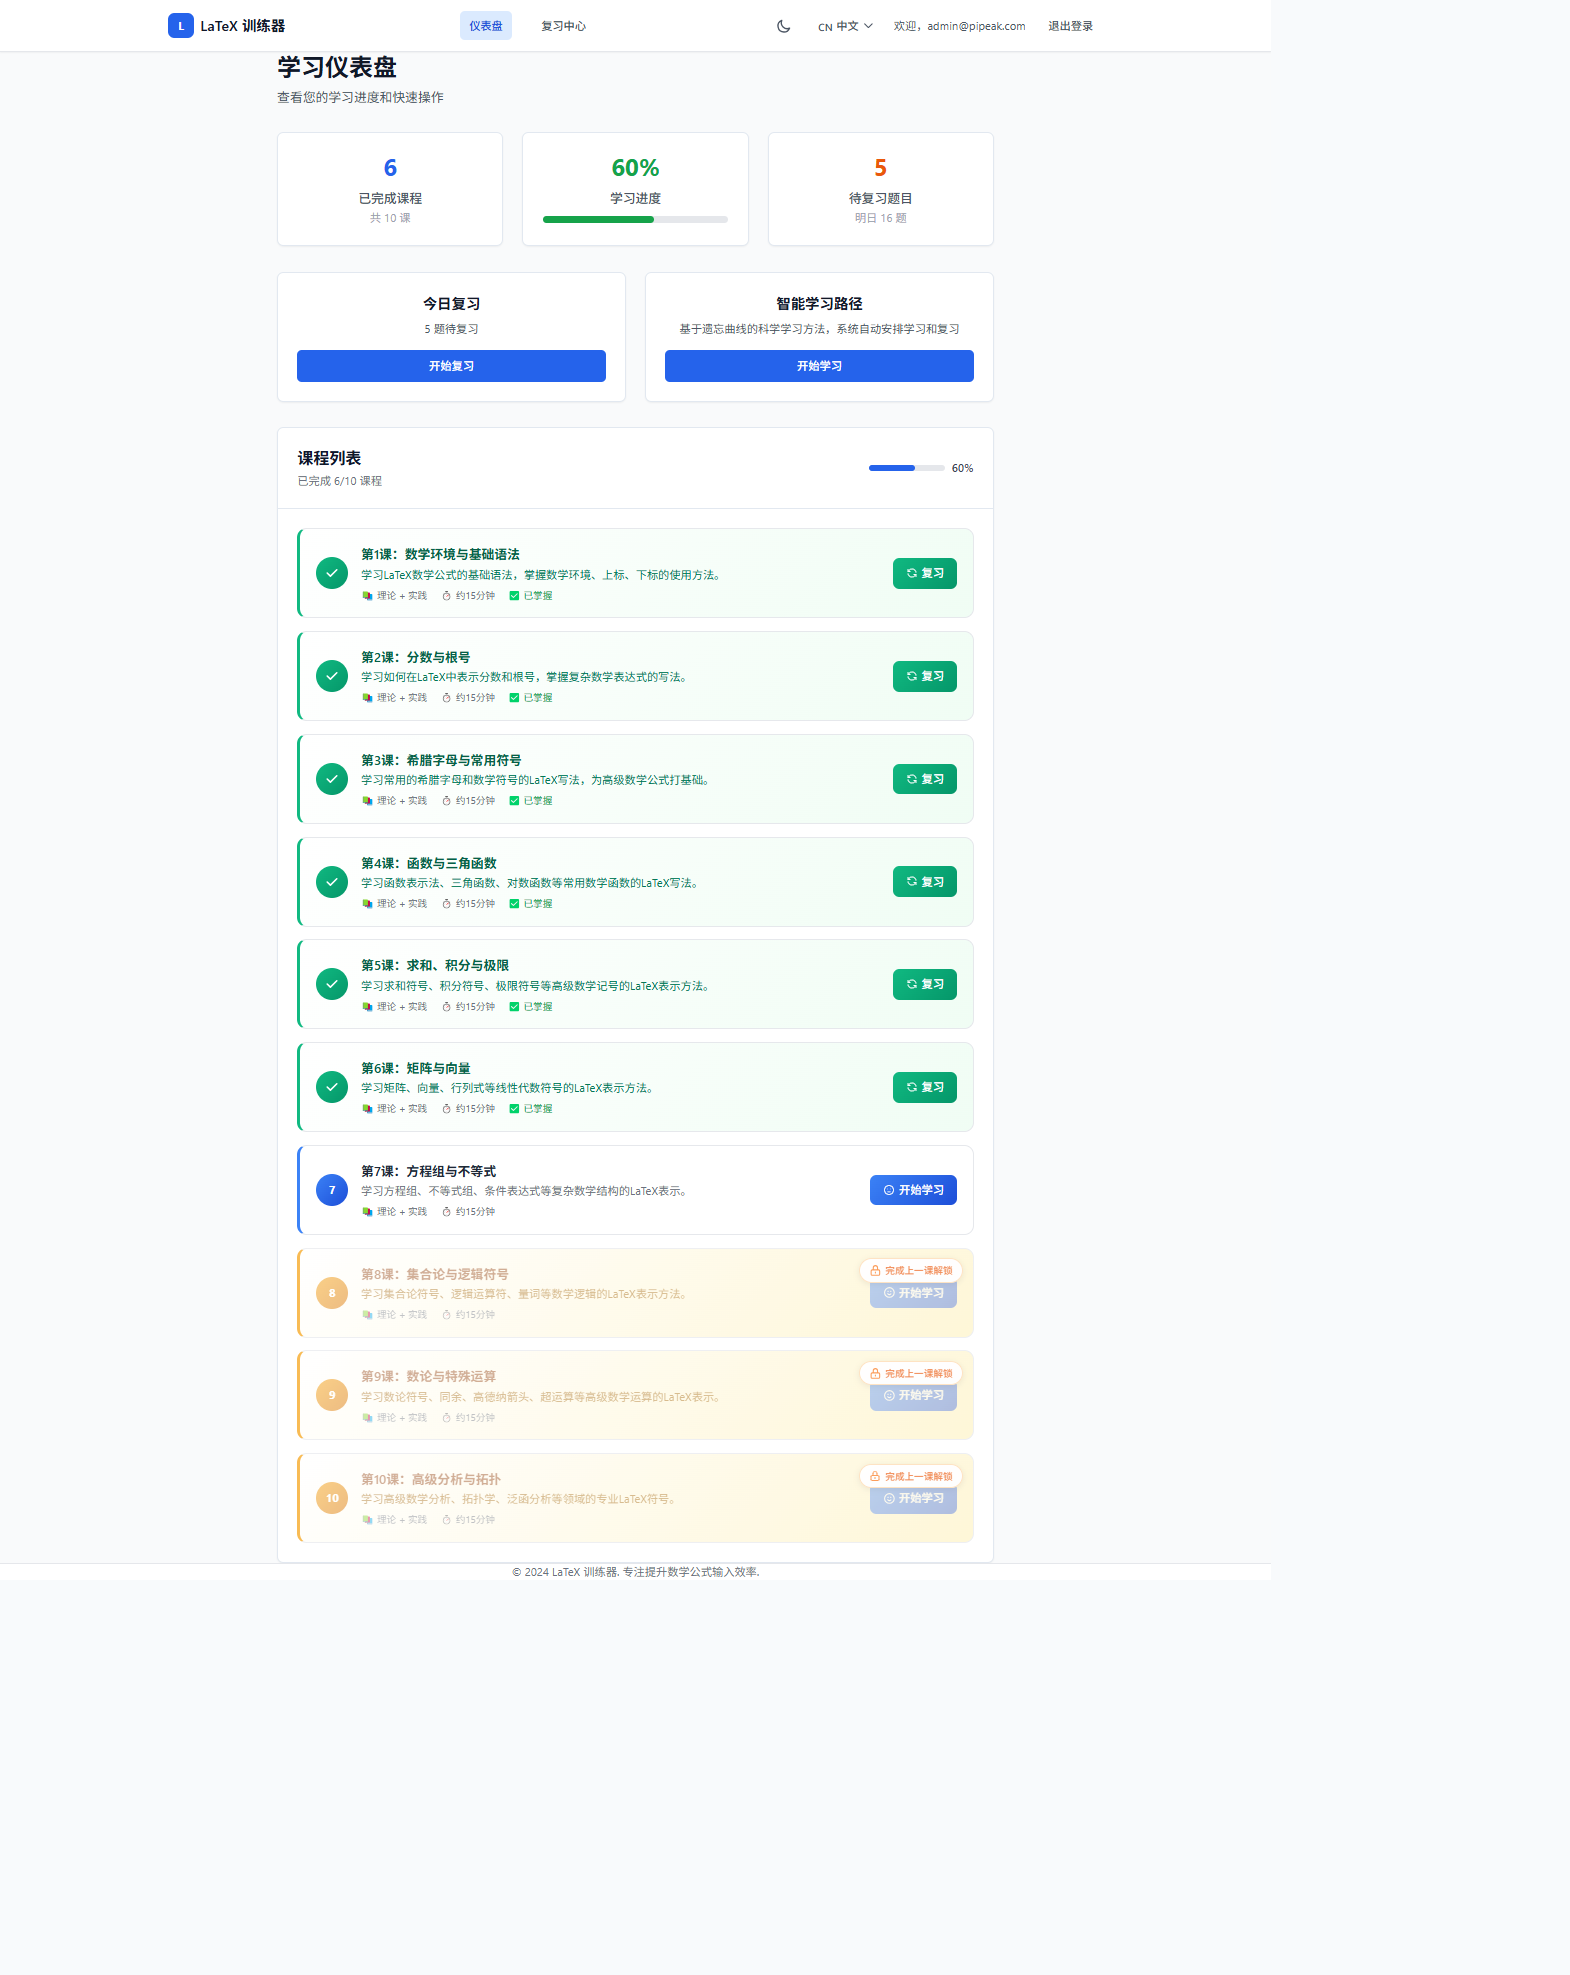 L LaTeX 训练器 仪表盘 复习中心 CN 中文 欢迎，admin@pipeak.com 退出登录
学习仪表盘
查看您的学习进度和快速操作
6
已完成课程
共 10 课
60%
学习进度
5
待复习题目
明日 16 题
今日复习
5 题待复习
开始复习
智能学习路径
基于遗忘曲线的科学学习方法，系统自动安排学习和复习
开始学习
课程列表
已完成 6/10 课程
60%
第1课：数学环境与基础语法
学习LaTeX数学公式的基础语法，掌握数学环境、上标、下标的使用方法。
理论 + 实践 约15分钟 已掌握
复习
第2课：分数与根号
学习如何在LaTeX中表示分数和根号，掌握复杂数学表达式的写法。
理论 + 实践 约15分钟 已掌握
复习
第3课：希腊字母与常用符号
学习常用的希腊字母和数学符号的LaTeX写法，为高级数学公式打基础。
理论 + 实践 约15分钟 已掌握
复习
第4课：函数与三角函数
学习函数表示法、三角函数、对数函数等常用数学函数的LaTeX写法。
理论 + 实践 约15分钟 已掌握
复习
第5课：求和、积分与极限
学习求和符号、积分符号、极限符号等高级数学记号的LaTeX表示方法。
理论 + 实践 约15分钟 已掌握
复习
第6课：矩阵与向量
学习矩阵、向量、行列式等线性代数符号的LaTeX表示方法。
理论 + 实践 约15分钟 已掌握
复习
7
第7课：方程组与不等式
学习方程组、不等式组、条件表达式等复杂数学结构的LaTeX表示。
理论 + 实践 约15分钟
开始学习
8
第8课：集合论与逻辑符号
学习集合论符号、逻辑运算符、量词等数学逻辑的LaTeX表示方法。
理论 + 实践 约15分钟
完成上一课解锁
开始学习
9
第9课：数论与特殊运算
学习数论符号、同余、高德纳箭头、超运算等高级数学运算的LaTeX表示。
理论 + 实践 约15分钟
完成上一课解锁
开始学习
10
第10课：高级分析与拓扑
学习高级数学分析、拓扑学、泛函分析等领域的专业LaTeX符号。
理论 + 实践 约15分钟
完成上一课解锁
开始学习
© 2024 LaTeX 训练器. 专注提升数学公式输入效率.